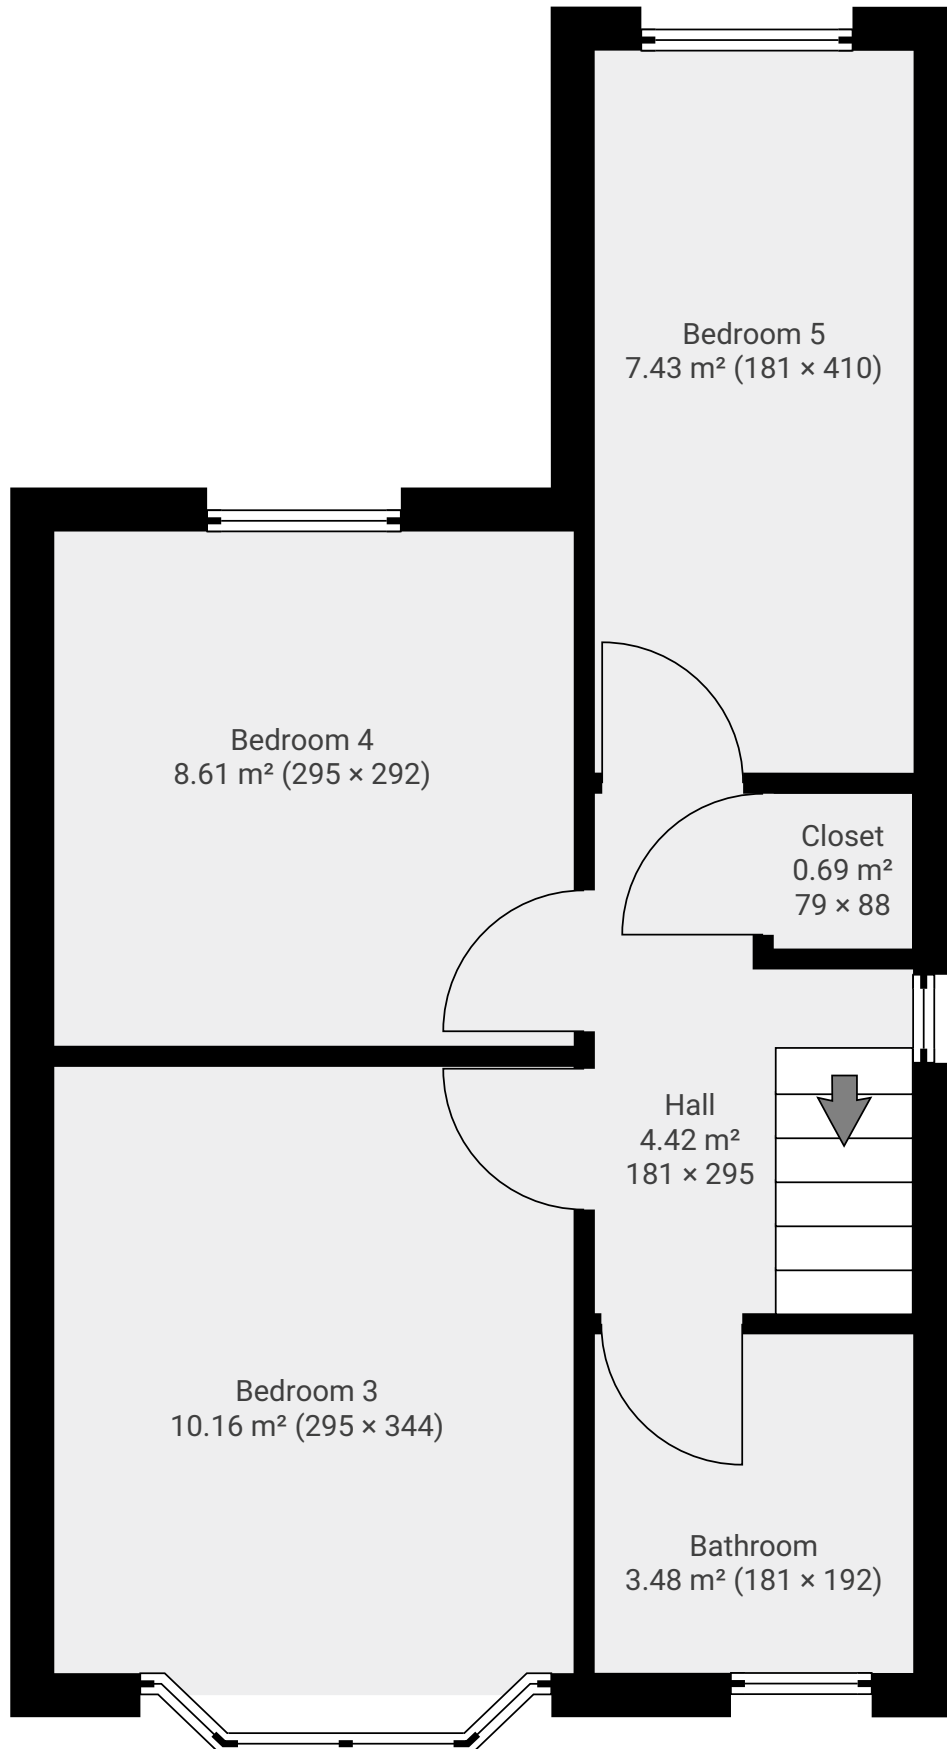 Bedroom 5
7.43 m² (181 × 410)
Bedroom 4
8.61 m² (295 × 292)
Closet
0.69 m²
79 × 88
Hall
4.42 m²
181 × 295
Bedroom 3
10.16 m² (295 × 344)
Bathroom
3.48 m² (181 × 192)